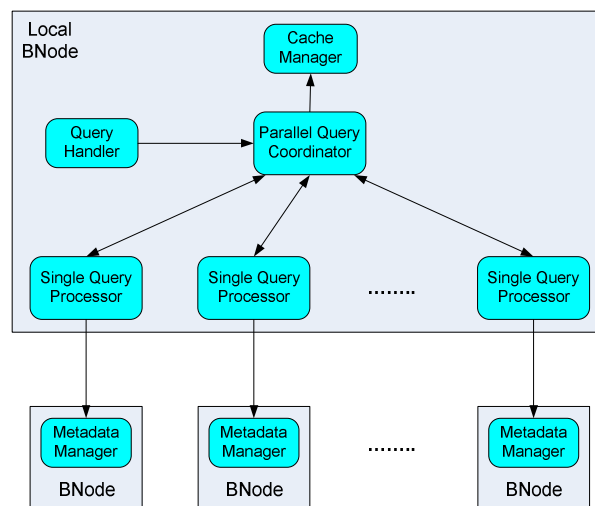 Local
BNode
Cache
Manager
Query
Handler
Parallel Query
Coordinator
Single Query
Processor
Single Query
Processor
........
Single Query
Processor
Metadata
Manager
BNode
Metadata
Manager
BNode
........
Metadata
Manager
BNode